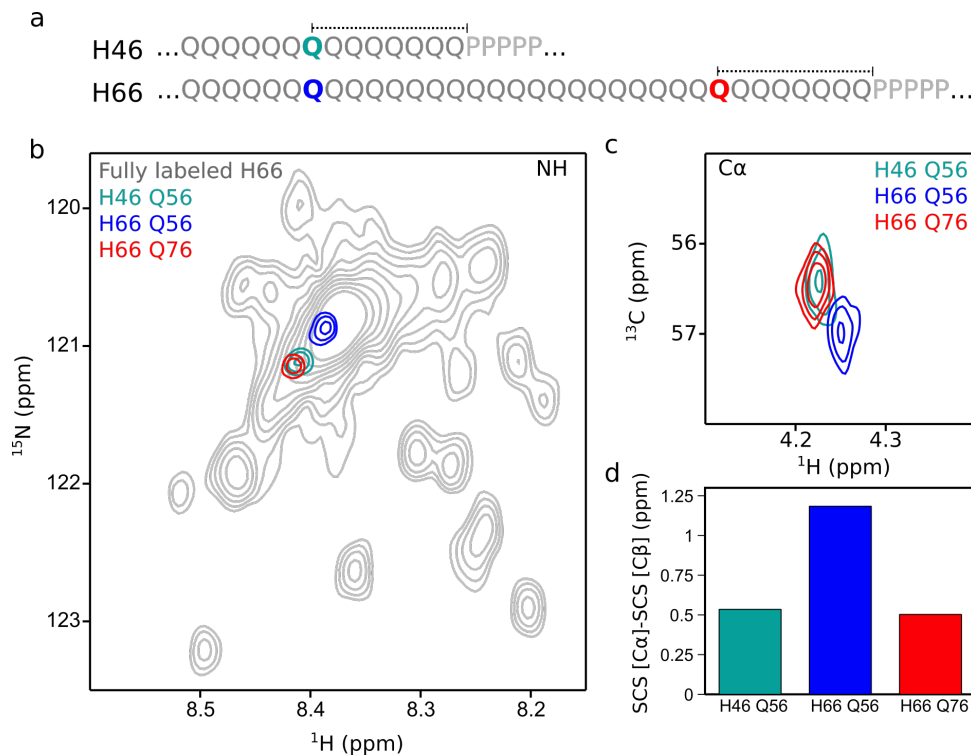 a
H46 ...QQQQQQQQQQQQQQPPPPP...
H66 ...QQQQQQQQQQQQQQQQQQQQQQQQQQQQQQQQQQPPPPP...
b
Fully labeled H66
H46 Q56
H66 Q56
H66 Q76
NH
120
121
122
123
¹⁵N (ppm)
8.5
8.4
8.3
8.2
¹H (ppm)
c
Cα
H46 Q56
H66 Q56
H66 Q76
56
57
¹³C (ppm)
4.2
4.3
¹H (ppm)
d
SCS [Cα]-SCS [Cβ] (ppm)
1.25
1
0.75
0.5
0.25
0
H46 Q56
H66 Q56
H66 Q76